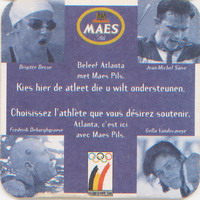 MAES
Pils
Brigitte Becue
Jean-Michel Saive
Beleef Atlanta
met Maes Pils.
Kies hier de atleet die u wilt ondersteunen.
Choisissez l'athlète que vous désirez soutenir.
Atlanta, c'est ici
avec Maes Pils.
Frederik Deburghgraeve
Gella Vandecaveye